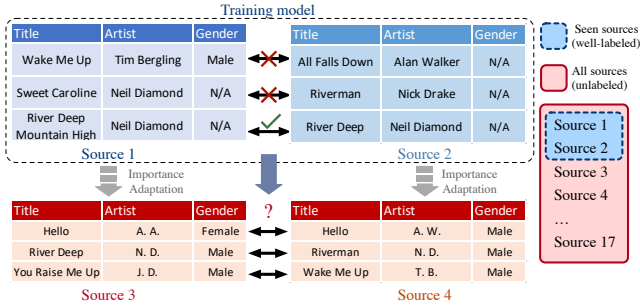 Training model
Title Artist Gender
Wake Me Up Tim Bergling Male
Sweet Caroline Neil Diamond N/A
River Deep Mountain High Neil Diamond N/A
Source 1
Title Artist Gender
All Falls Down Alan Walker N/A
Riverman Nick Drake N/A
River Deep Neil Diamond N/A
Source 2
Importance
Adaptation
Importance
Adaptation
Title Artist Gender
Hello A. A. Female
River Deep N. D. Male
You Raise Me Up J. D. Male
Source 3
?
Title Artist Gender
Hello A. W. Male
Riverman N. D. Male
Wake Me Up T. B. Male
Source 4
Seen sources
(well-labeled)
All sources
(unlabeled)
Source 1
Source 2
Source 3
Source 4
...
Source 17